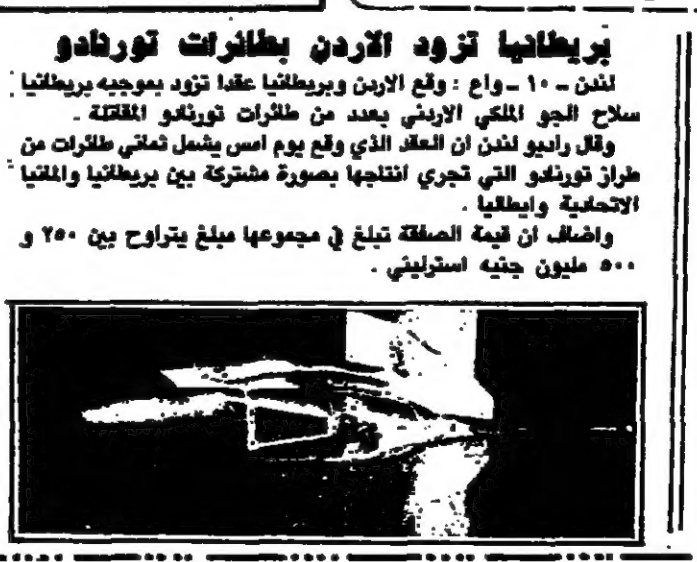 بريطانيا تزود الاردن بطائرات تورنادو
لندن - ١٠ - واع : وقع الاردن وبريطانيا عقدا تزود بموجبه بريطانيا
سلاح الجو الملكي الاردني بعدد من طائرات تورنادو المقاتلة .
وقال راديو لندن ان العقد الذي وقع يوم امس يشمل ثماني طائرات من
طراز تورنادو التي تجري انتاجها بصورة مشتركة بين بريطانيا والمانيا
الاتحادية وايطاليا .
واضاف ان قيمة الصفقة تبلغ في مجموعها مبلغ يتراوح بين ٢٥٠ و
٥٠٠ مليون جنيه استرليني .